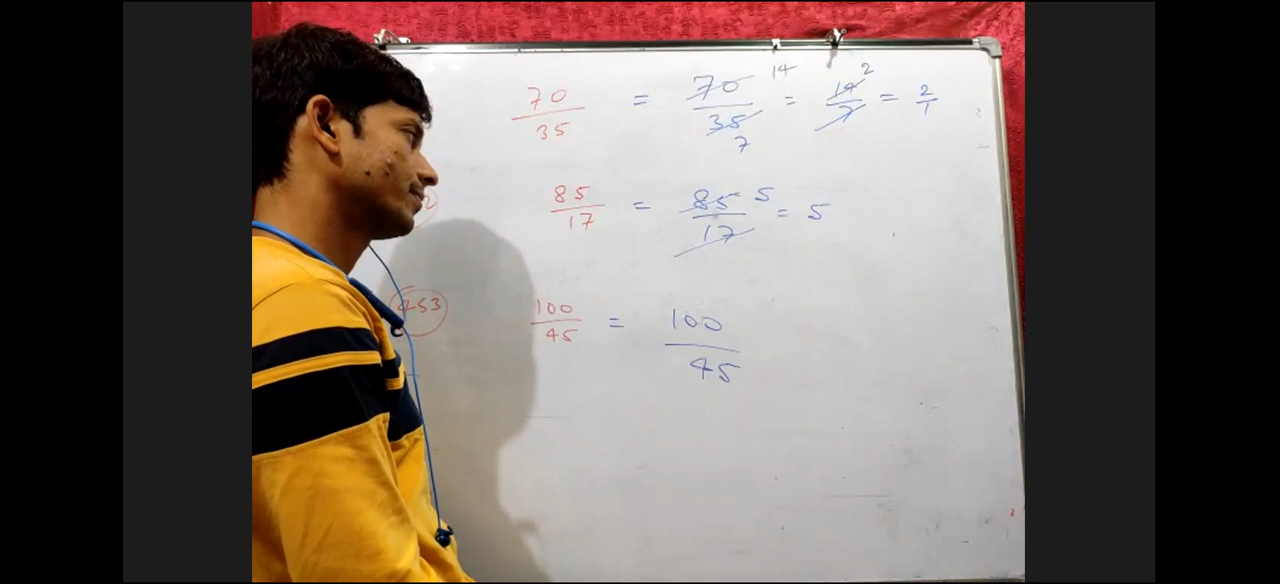 70/35 = 70/35 14 7 = 14/7 2 = 2/1
2 85/17 = 85/17 5 = 5
453 100/45 = 100/45